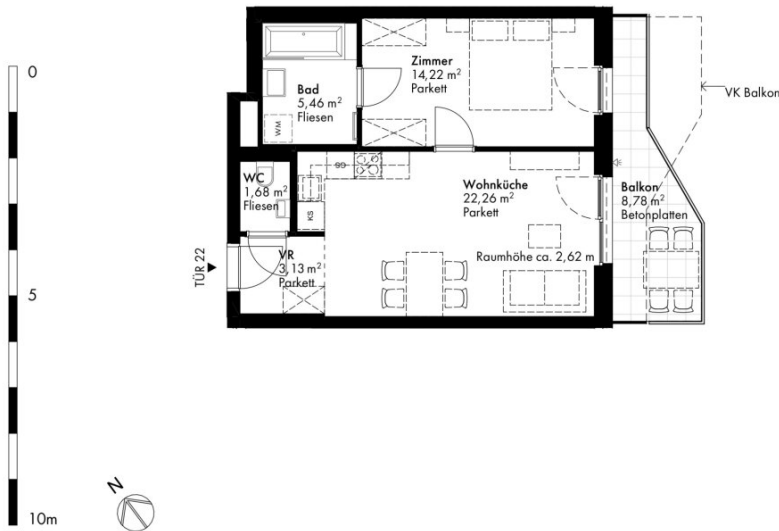 0
5
10m
N
TÜR 22
Bad
5,46 m²
Fliesen
WM
Zimmer
14,22 m²
Parkett
WC
1,68 m²
Fliesen
GS
KS
VR
3,13 m²
Parkett
Wohnküche
22,26 m²
Parkett
Raumhöhe ca. 2,62 m
Balkon
8,78 m²
Betonplatten
VK Balkon